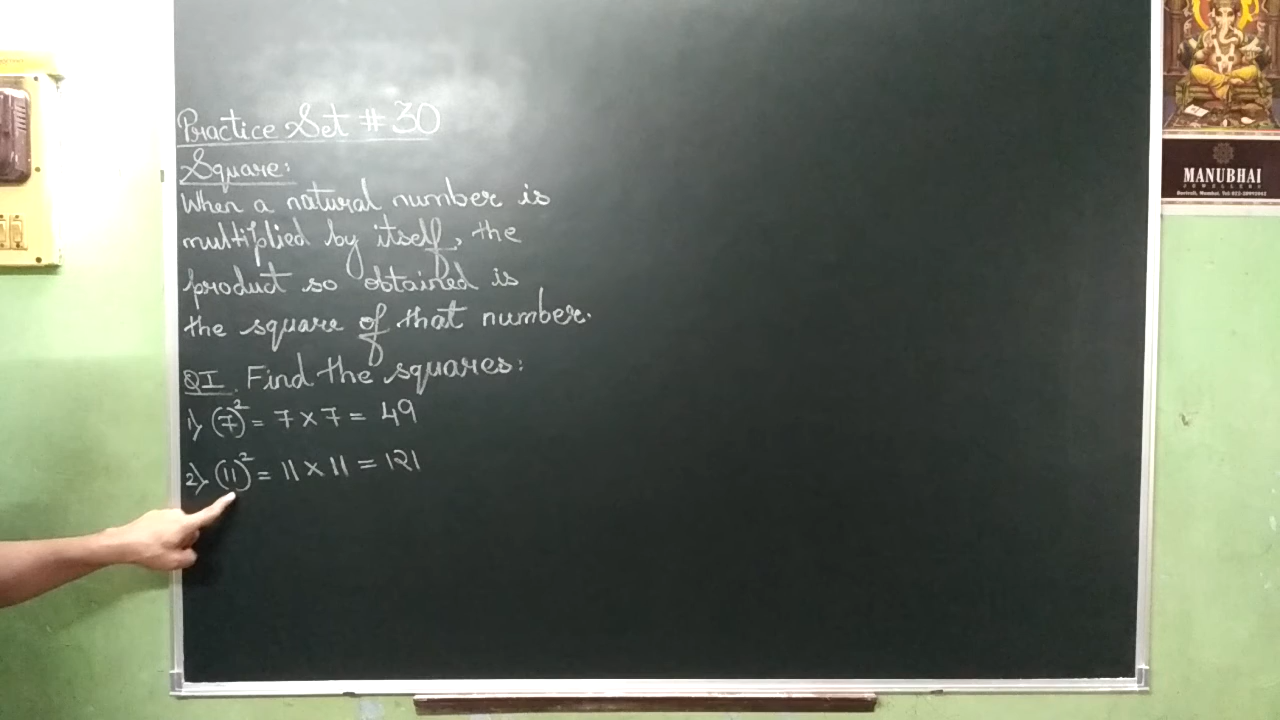 Practice Set # 30
Square:
When a natural number is
multiplied by itself, the
product so obtained is
the square of that number.
QI. Find the squares:
1) (7)² = 7 × 7 = 49
2) (11)² = 11 × 11 = 121
MANUBHAI
JEWELLERS